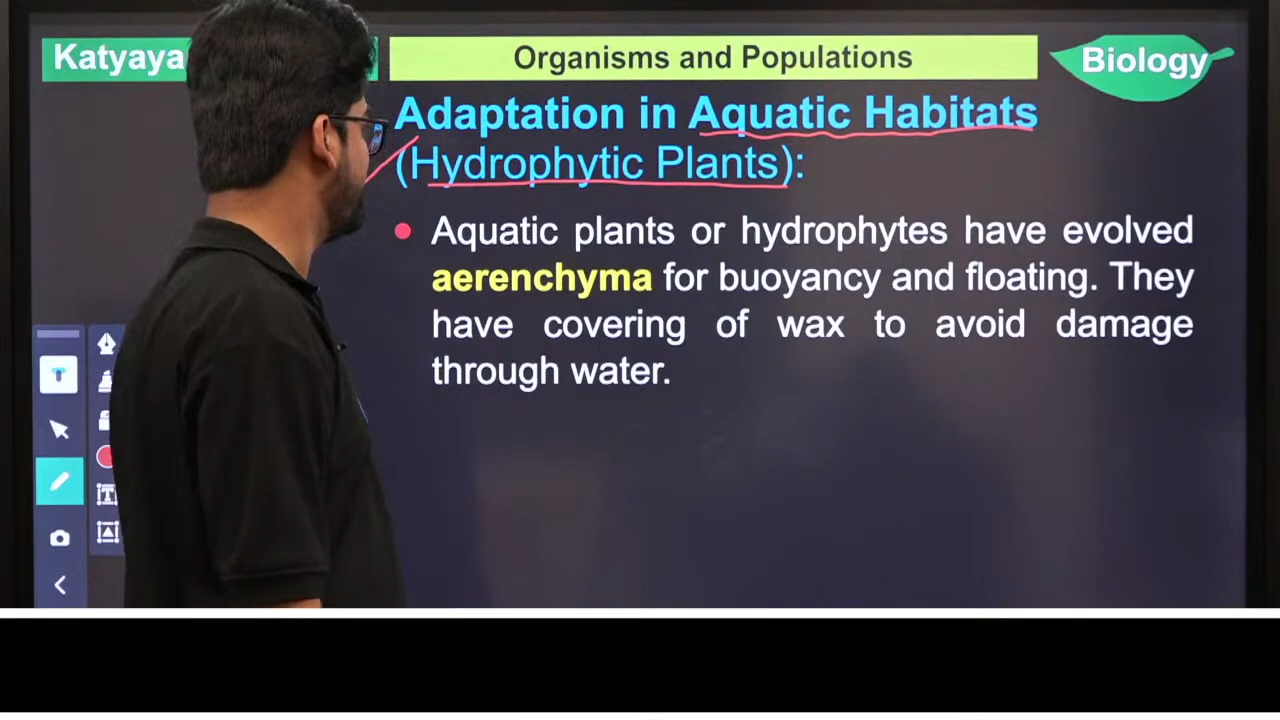 Katyaya
Organisms and Populations
Biology
Adaptation in Aquatic Habitats
(Hydrophytic Plants):
Aquatic plants or hydrophytes have evolved
aerenchyma for buoyancy and floating. They
have covering of wax to avoid damage
through water.